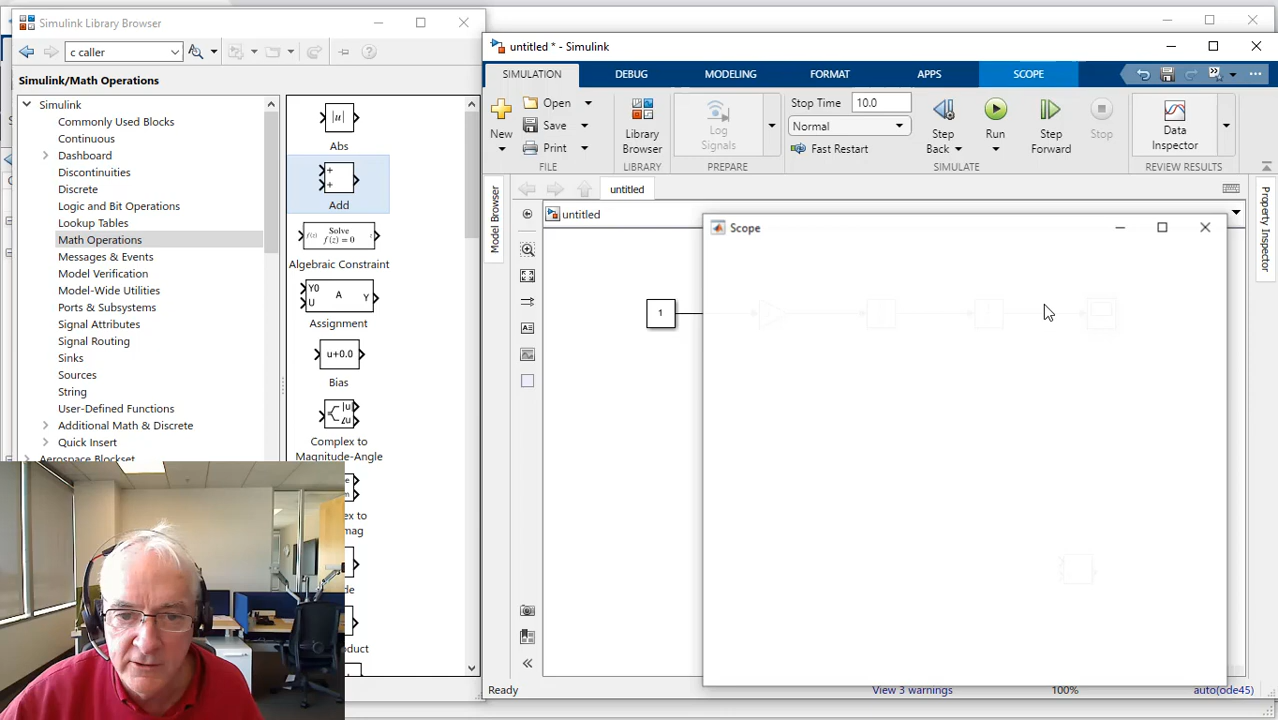 Simulink Library Browser
c caller
Simulink/Math Operations
Simulink
Commonly Used Blocks
Continuous
Dashboard
Discontinuities
Discrete
Logic and Bit Operations
Lookup Tables
Math Operations
Messages & Events
Model Verification
Model-Wide Utilities
Ports & Subsystems
Signal Attributes
Signal Routing
Sinks
Sources
String
User-Defined Functions
Additional Math & Discrete
Quick Insert
Aerospace Blockset
|u|
Abs
+
+
Add
f(z)
Solve
f(z) = 0
z
Algebraic Constraint
Y0
U
A
Y
Assignment
u+0.0
Bias
|u|
∠u
Complex to
Magnitude-Angle
untitled * - Simulink
SIMULATION
DEBUG
MODELING
FORMAT
APPS
SCOPE
New
Open
Save
Print
FILE
Library
Browser
LIBRARY
Log
Signals
PREPARE
Stop Time
10.0
Normal
Fast Restart
Step
Back
Run
Step
Forward
Stop
SIMULATE
Data
Inspector
REVIEW RESULTS
Model Browser
untitled
untitled
Property Inspector
Scope
1
Ready
View 3 warnings
100%
auto(ode45)